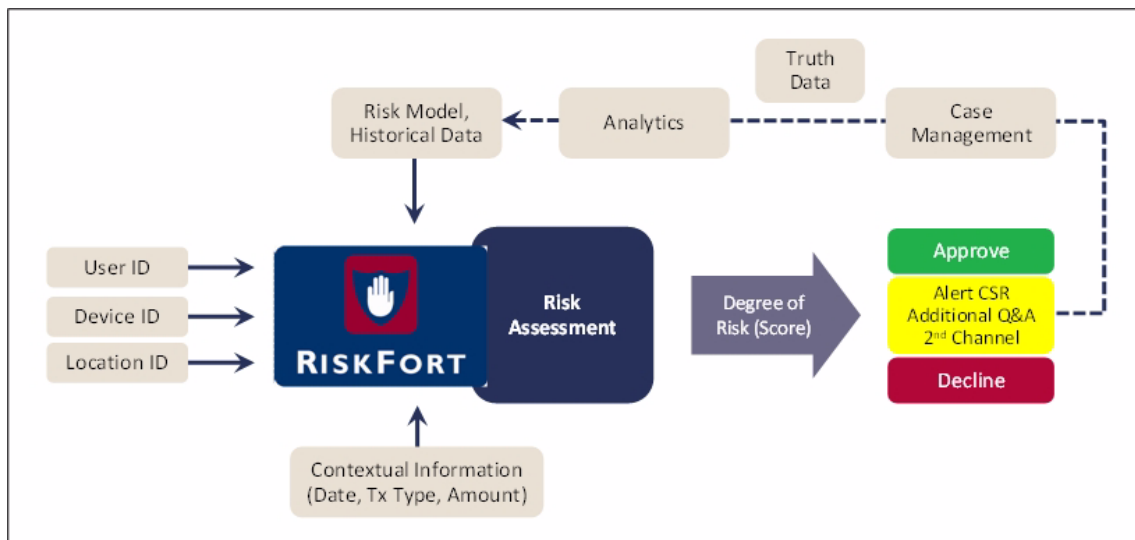 Truth
Data
Risk Model,
Historical Data
Analytics
Case
Management
User ID
Device ID
Location ID
RISKFORT
Risk
Assessment
Degree of
Risk (Score)
Approve
Alert CSR
Additional Q&A
2nd Channel
Decline
Contextual Information
(Date, Tx Type, Amount)